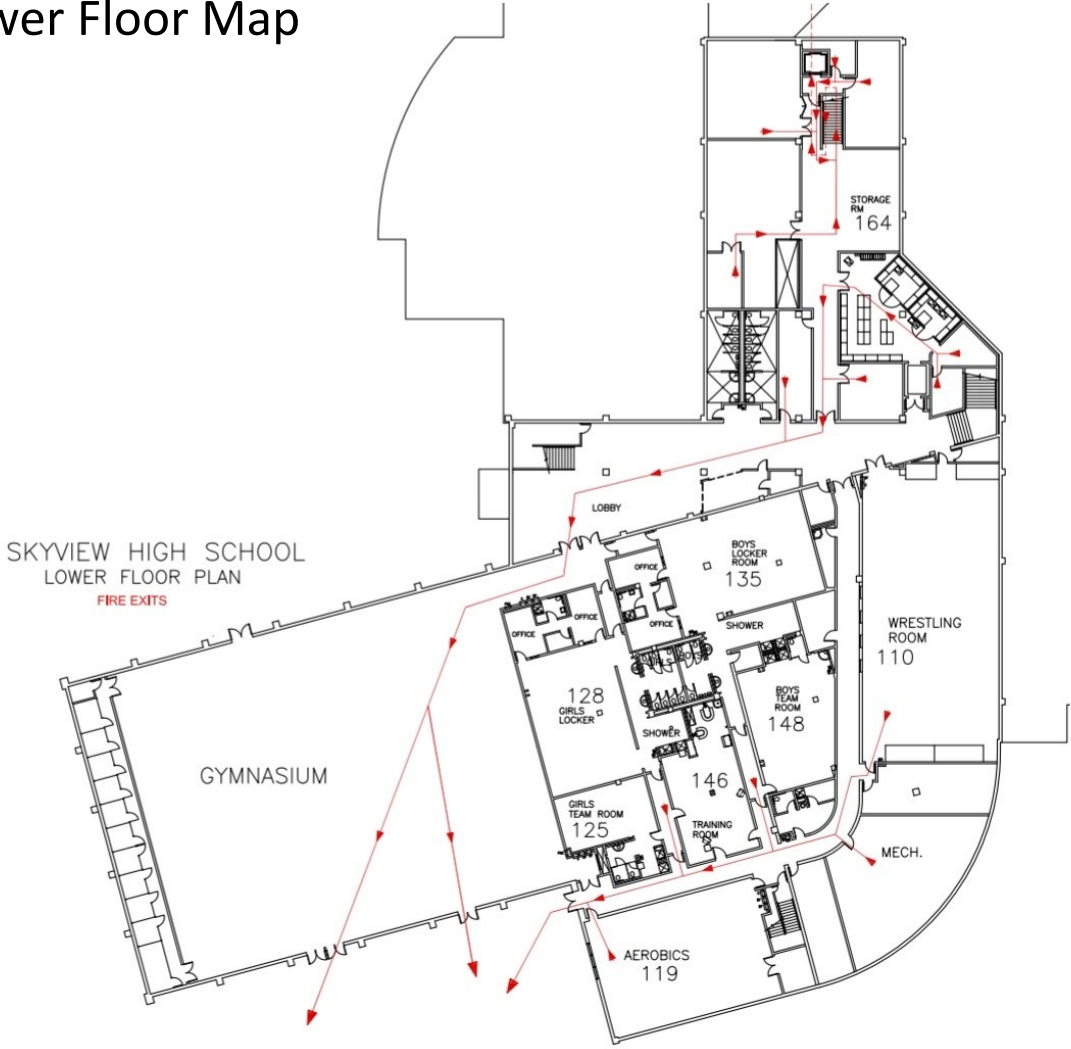 wer Floor Map
STORAGE
RM
164
LOBBY
SKYVIEW HIGH SCHOOL
LOWER FLOOR PLAN
FIRE EXITS
BOYS
LOCKER
ROOM
135
OFFICE
OFFICE
OFFICE
OFFICE
SHOWER
WRESTLING
ROOM
110
128
GIRLS
LOCKER
BOYS
TEAM
ROOM
148
SHOWER
GYMNASIUM
146
TRAINING
ROOM
GIRLS
TEAM ROOM
125
MECH.
AEROBICS
119